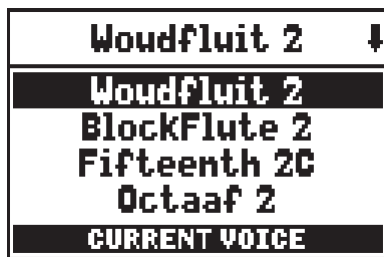 Woudfluit 2 ⬇
Woudfluit 2
BlockFlute 2
Fifteenth 2C
Octaaf 2
CURRENT VOICE